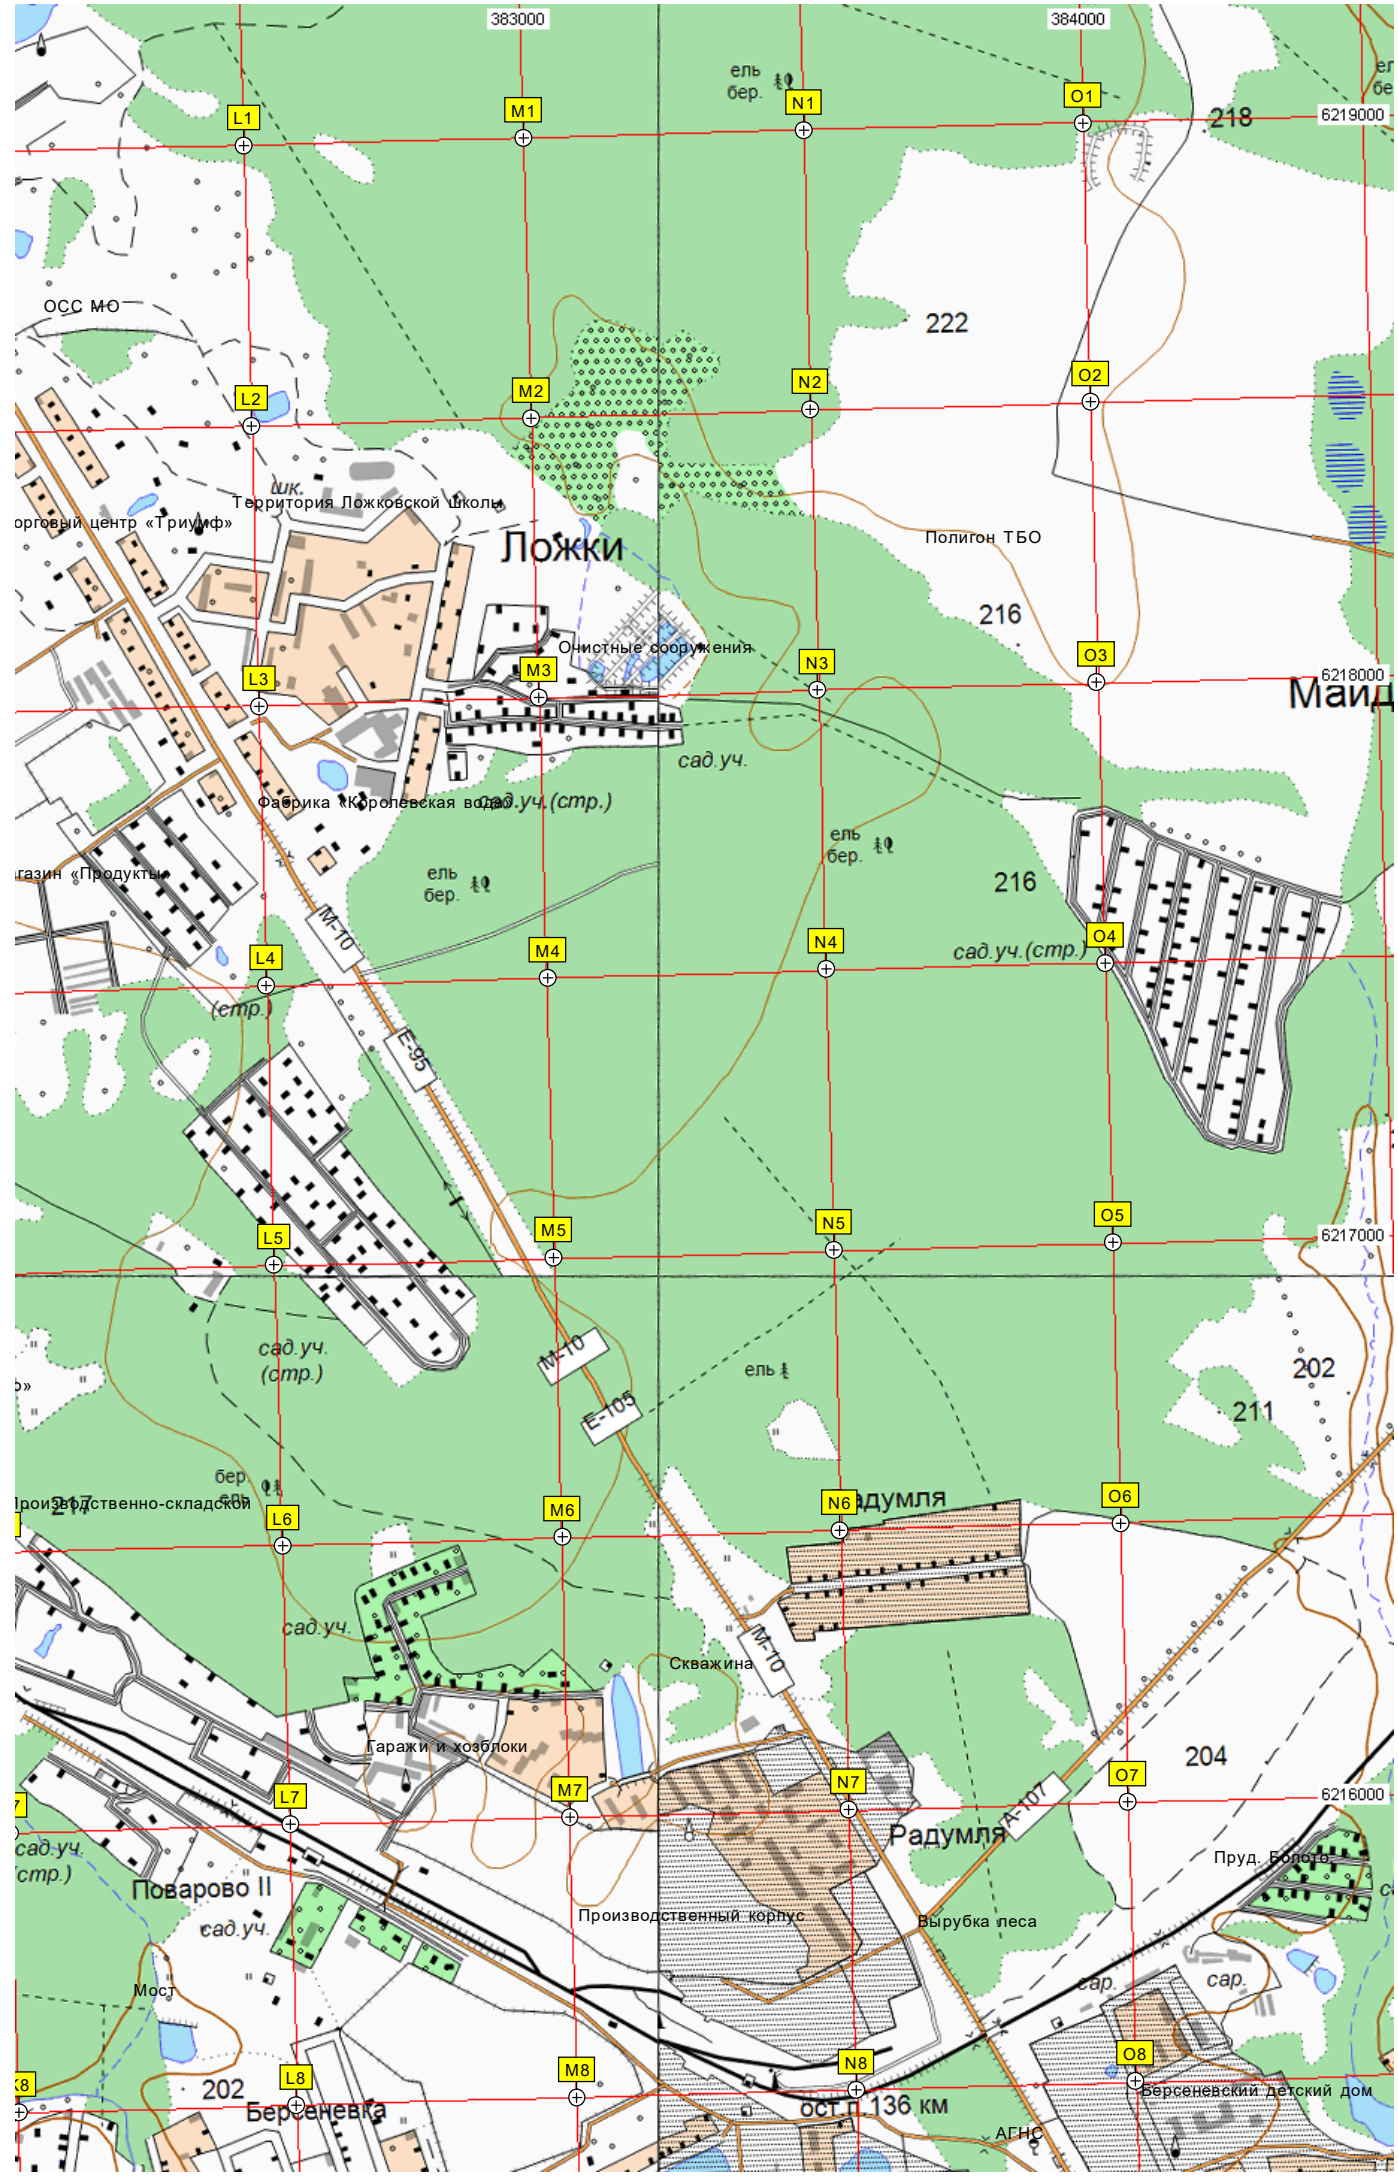 383000
384000
ель
бер.
N1
O1
M1
L1
218
6219000
ОСС МО
222
O2
N2
M2
L2
шк.
Территория Ложковской школы
орговый центр «Триумф»
Ложки
Полигон ТБО
216
Очистные сооружения
O3
N3
M3
L3
6218000
Майд
сад.уч.
Фабрика «Королевская вода»
сад.уч.(стр.)
ель
бер.
ель
бер.
газин «Продукты»
216
М-10
O4
N4
M4
L4
сад.уч.(стр.)
(стр.)
Е-95
O5
N5
M5
L5
6217000
сад.уч.
(стр.)
М-10
ель
202
211
Е-105
бер.
ель
217
Производственно-складской
адумля
O6
N6
M6
L6
сад.уч.
М-10
Скважина
Гаражи и хозблоки
204
O7
N7
M7
L7
7
6216000
А-107
Радумля
сад.уч.
стр.)
Пруд. Болото
Поварово II
сад.уч.
Производственный корпус
Вырубка леса
сар.
сар.
Мост
O8
N8
M8
L8
K8
202
Берсеневка
Берсеневский детский дом
ост.п.136 км
АГНС